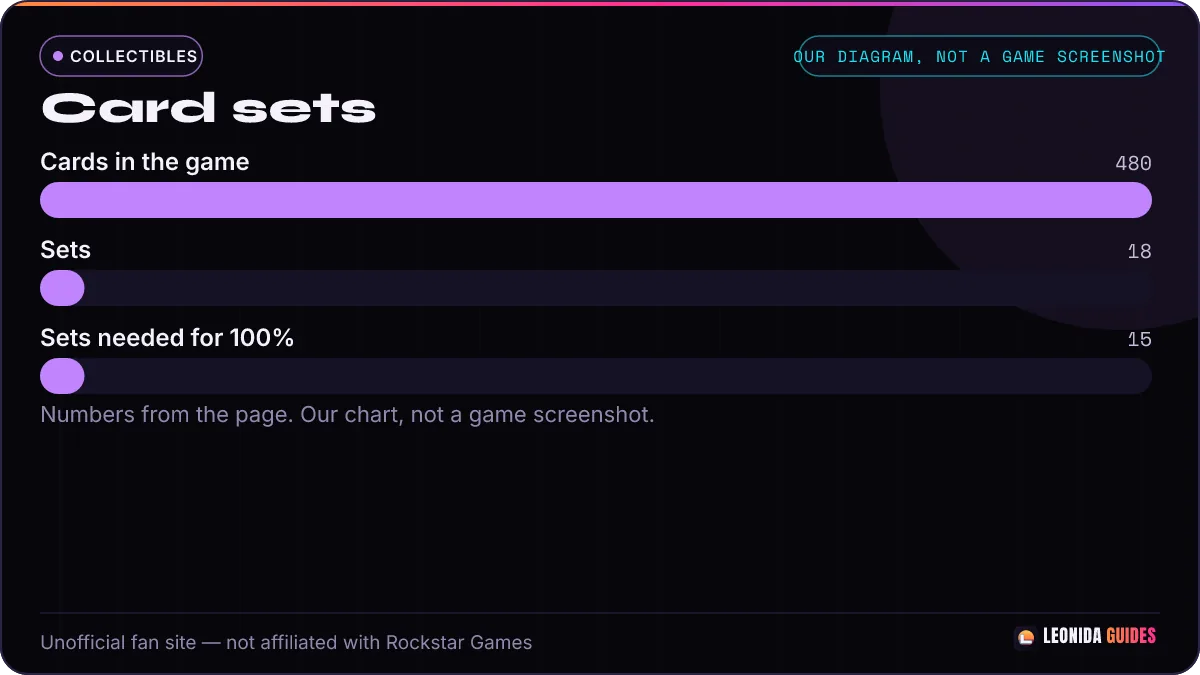 COLLECTIBLES
OUR DIAGRAM, NOT A GAME SCREENSHOT
Card sets
Cards in the game
480
Sets
18
Sets needed for 100%
15
Numbers from the page. Our chart, not a game screenshot.
Unofficial fan site — not affiliated with Rockstar Games
LEONIDA GUIDES